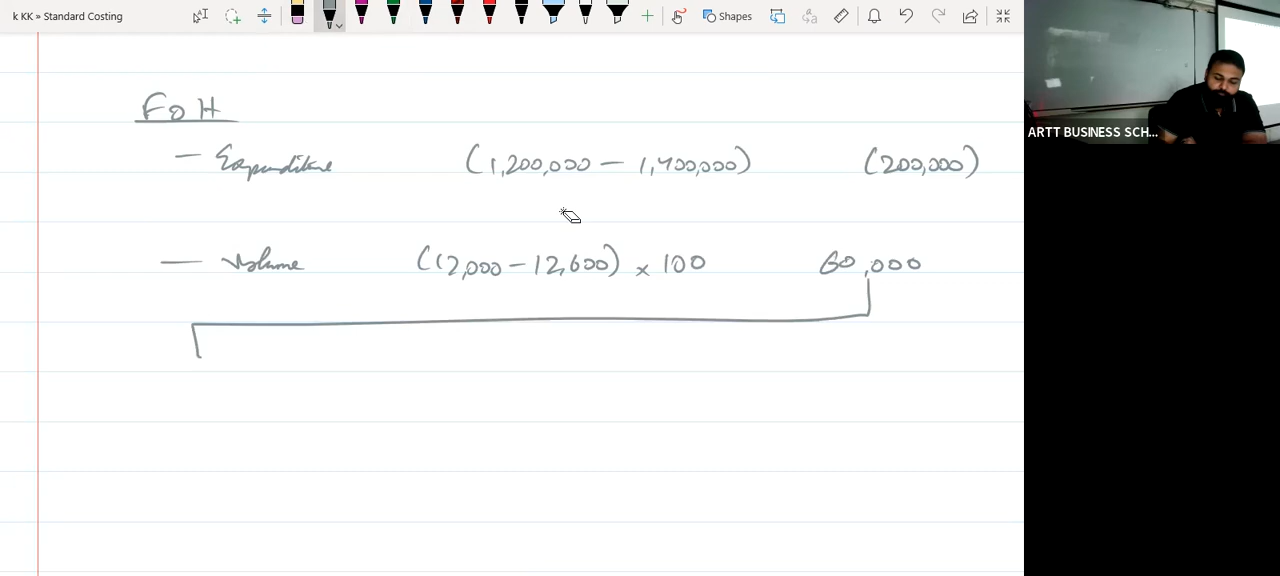 k KK » Standard Costing Shapes
ARTT BUSINESS SCH...
FOH
— Expenditure (1,200,000 — 1,400,000) (200,000)
— Volume (12,000 — 12,600) x 100 60,000